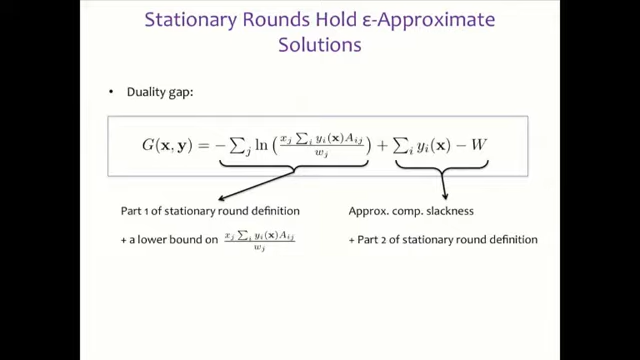 Stationary Rounds Hold ε-Approximate
Solutions
• Duality gap:
G(x, y) = −∑_j ln ( x_j ∑_i y_i(x)A_ij / w_j ) + ∑_i y_i(x) − W
Part 1 of stationary round definition
+ a lower bound on x_j ∑_i y_i(x)A_ij / w_j
Approx. comp. slackness
+ Part 2 of stationary round definition